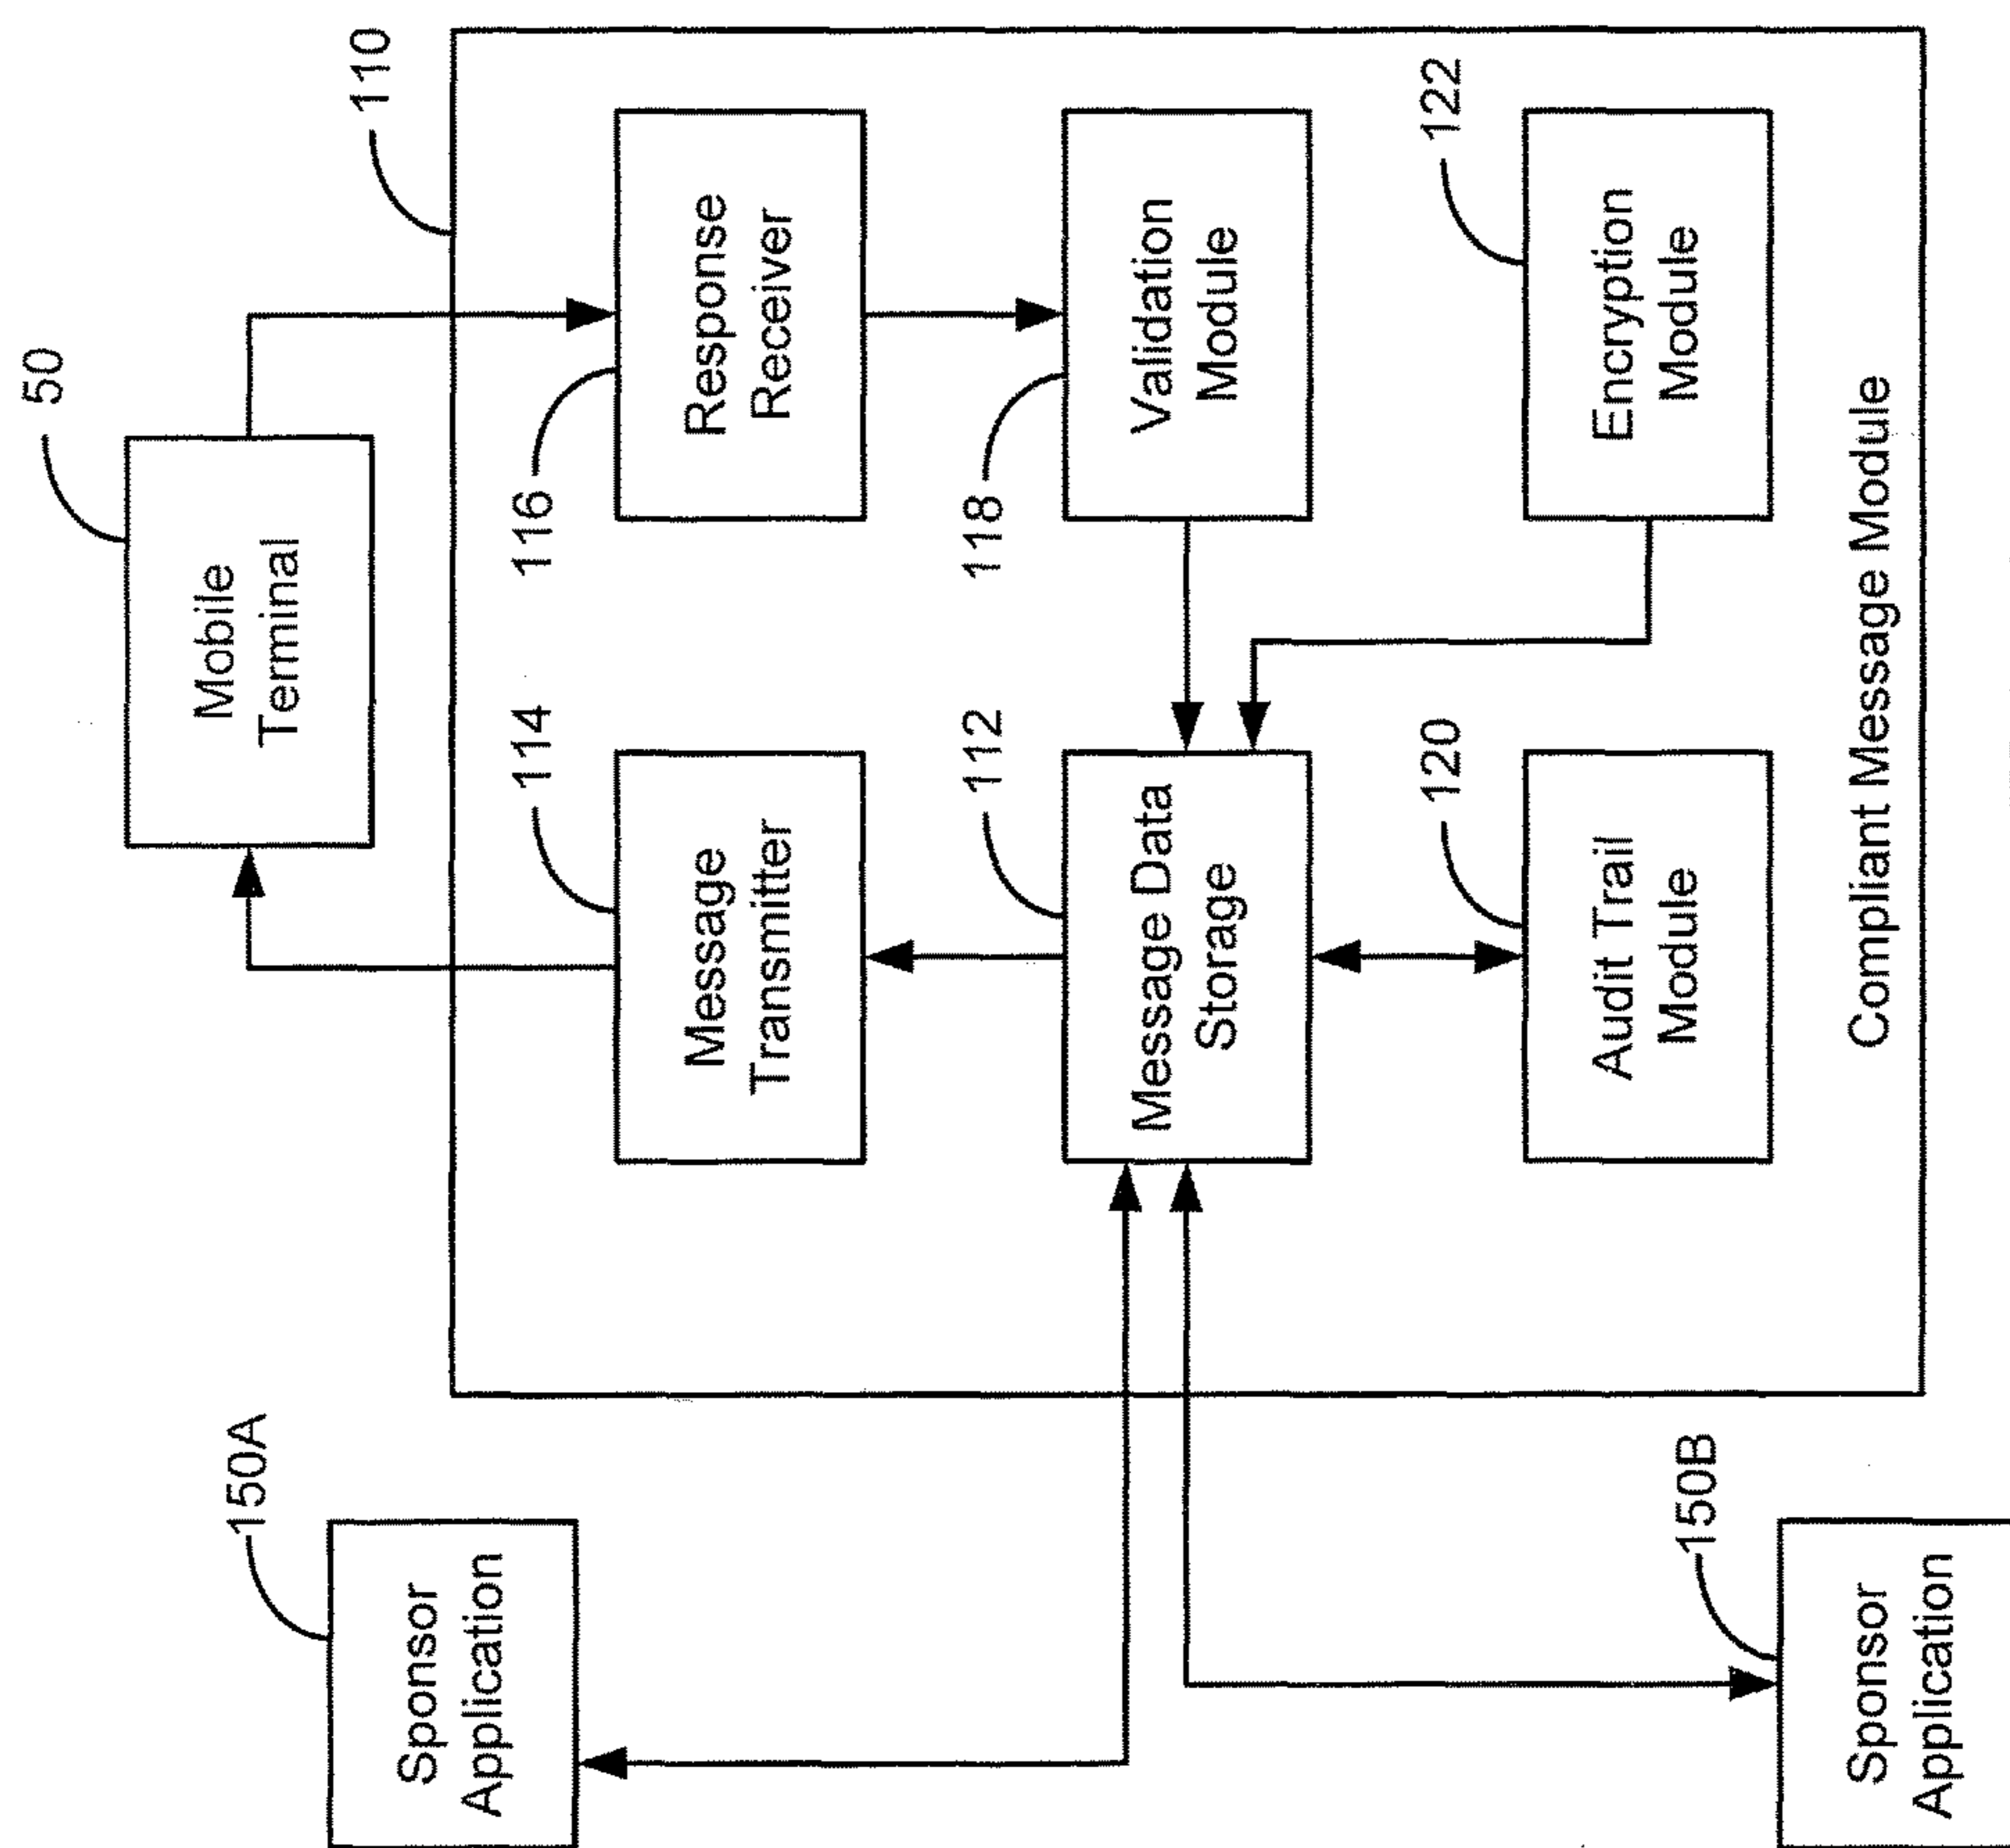 50
Mobile
Terminal
110
114
Message
Transmitter
116
Response
Receiver
150A
Sponsor
Application
112
Message Data
Storage
118
Validation
Module
120
Audit Trail
Module
122
Encryption
Module
Compliant Message Module
150B
Sponsor
Application